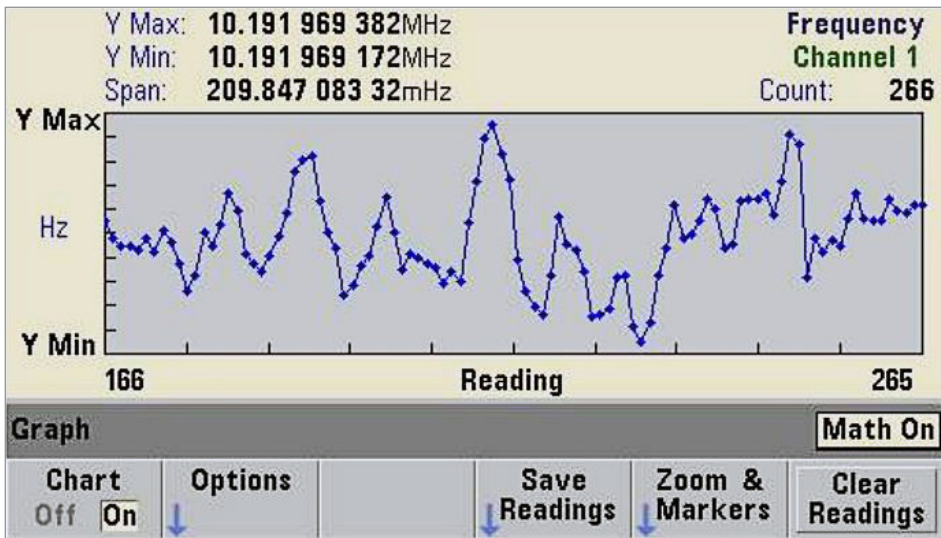 Y Max: 10.191 969 382MHz
Frequency
Y Min: 10.191 969 172MHz
Channel 1
Span: 209.847 083 32mHz
Count: 266
Y Max
Hz
Y Min
166
Reading
265
Graph
Math On
Chart
Off On
Options
Save
Readings
Zoom &
Markers
Clear
Readings